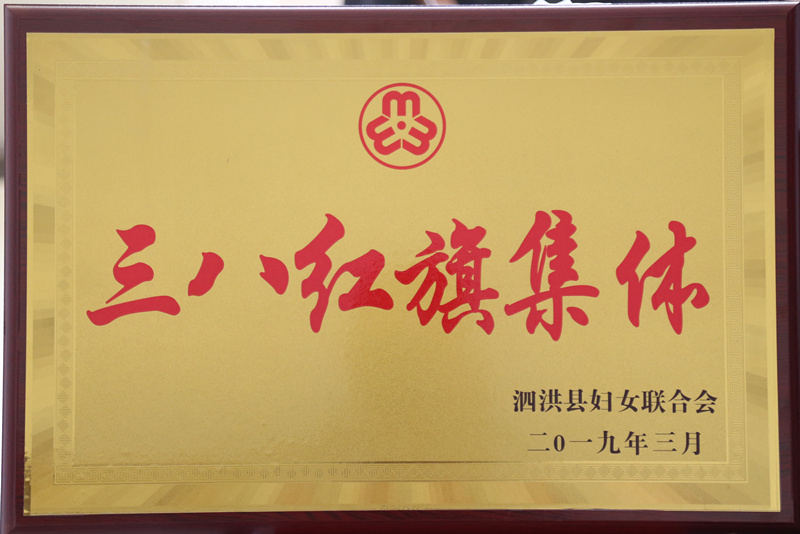 三八红旗集体
泗洪县妇女联合会
二0一九年三月